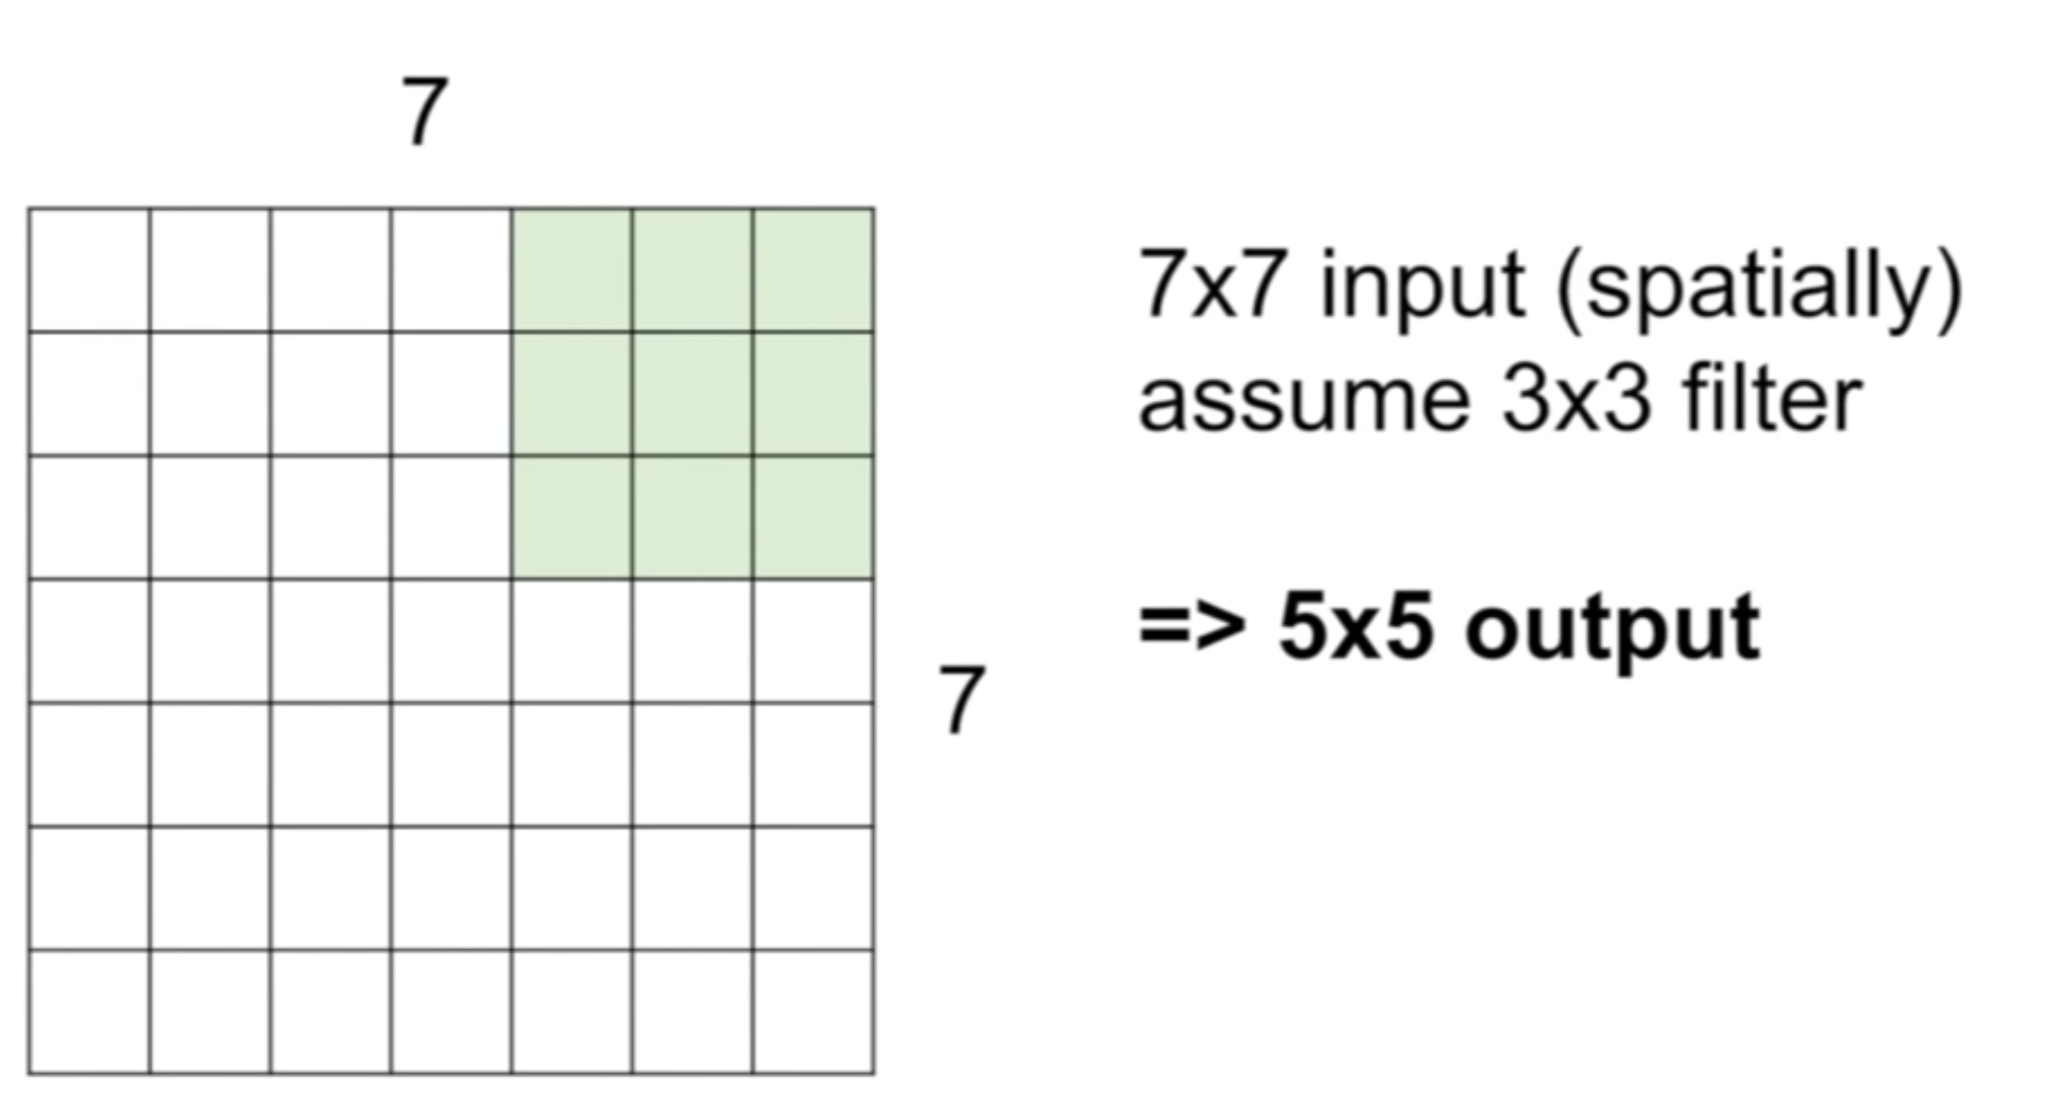 7
7x7 input (spatially)
assume 3x3 filter
=> 5x5 output
7